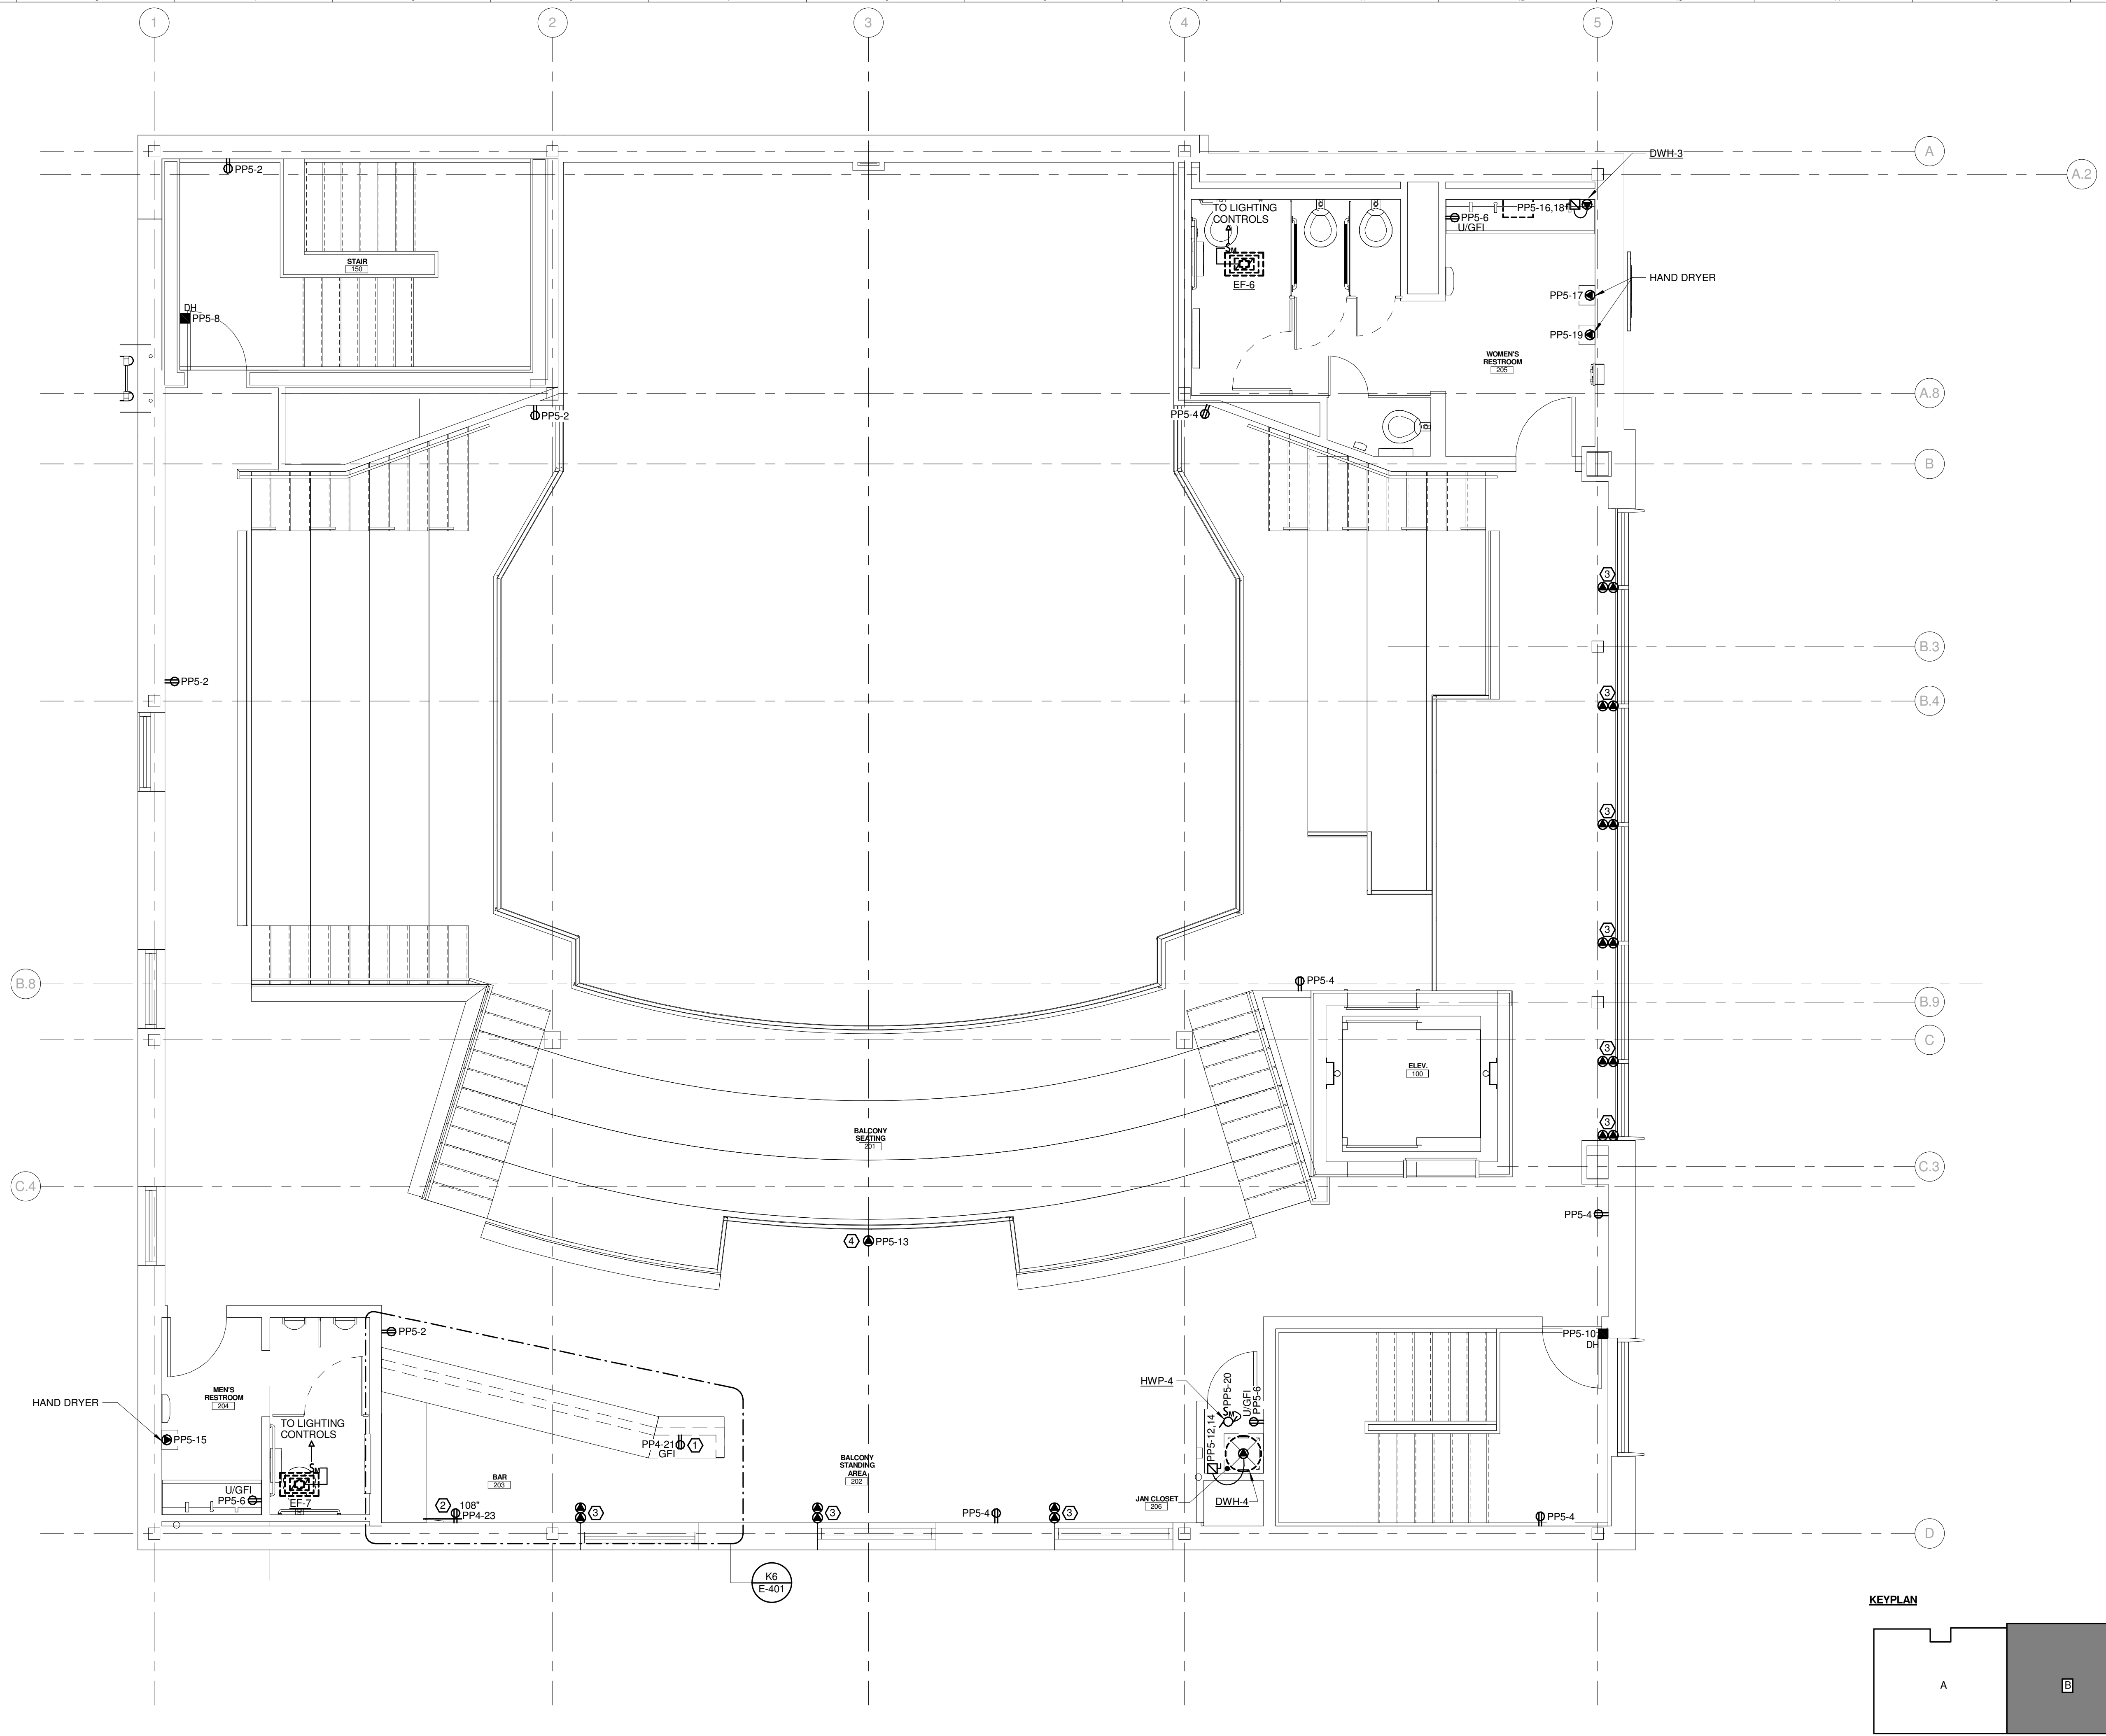 1
2
3
4
5
A
DWH-3
A.2
PP5-2
TO LIGHTING
CONTROLS
SM
EF-6
PP5-16,18
PP5-6
U/GFI
STAIR
150
HAND DRYER
PP5-17
DH
PP5-8
PP5-19
WOMEN'S
RESTROOM
205
A.8
PP5-2
PP5-4
B
3
B.3
PP5-2
3
B.4
3
3
B.8
PP5-4
B.9
C
3
ELEV.
100
3
BALCONY
SEATING
201
C.3
C.4
PP5-4
4
PP5-13
PP5-2
PP5-10
DH
HWP-4
MEN'S
RESTROOM
204
HAND DRYER
TO LIGHTING
CONTROLS
SM
PP5-15
PP5-20
U/GFI
PP5-6
SM
PP5-12,14
PP4-21
GFI
1
BALCONY
STANDING
AREA
202
BAR
203
U/GFI
PP5-6
EF-7
2
108"
PP4-23
3
3
PP5-4
3
JAN CLOSET
206
DWH-4
PP5-4
D
K6
E-401
KEYPLAN
A
B